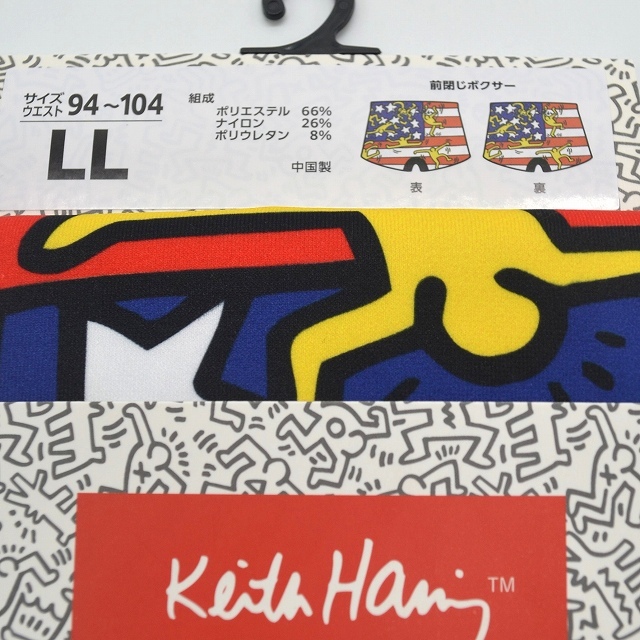 サイズ
ウエスト 94~104
LL
組成
ポリエステル 66%
ナイロン 26%
ポリウレタン 8%
中国製
前閉じボクサー
表 裏
Keith Haring™